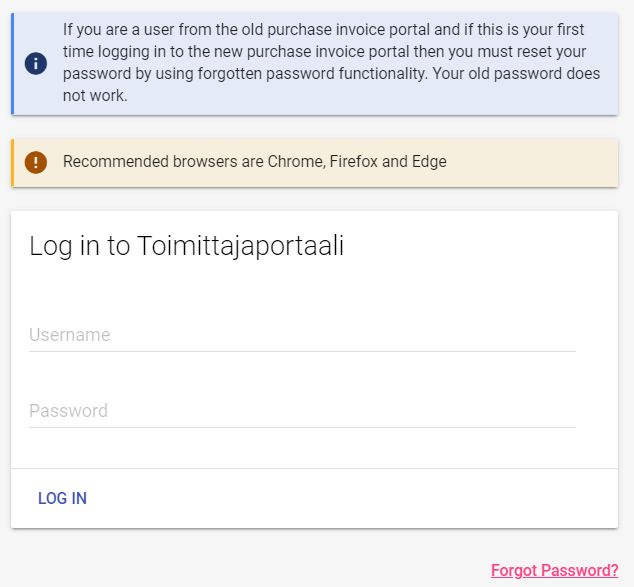 If you are a user from the old purchase invoice portal and if this is your first
time logging in to the new purchase invoice portal then you must reset your
password by using forgotten password functionality. Your old password does
not work.
Recommended browsers are Chrome, Firefox and Edge
Log in to Toimittajaportaali
Username
Password
LOG IN
Forgot Password?